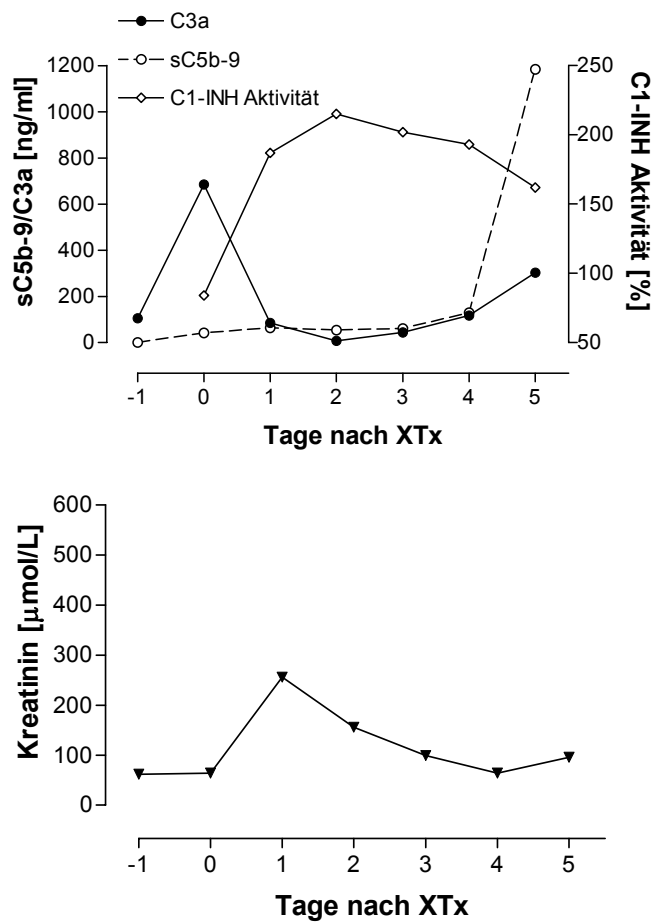 C3a
sC5b-9
C1-INH Aktivität
sC5b-9/C3a [ng/ml]
1200
1000
800
600
400
200
0
250
200
150
100
50
C1-INH Aktivität [%]
-1 0 1 2 3 4 5
Tage nach XTx
Kreatinin [µmol/L]
600
500
400
300
200
100
0
-1 0 1 2 3 4 5
Tage nach XTx